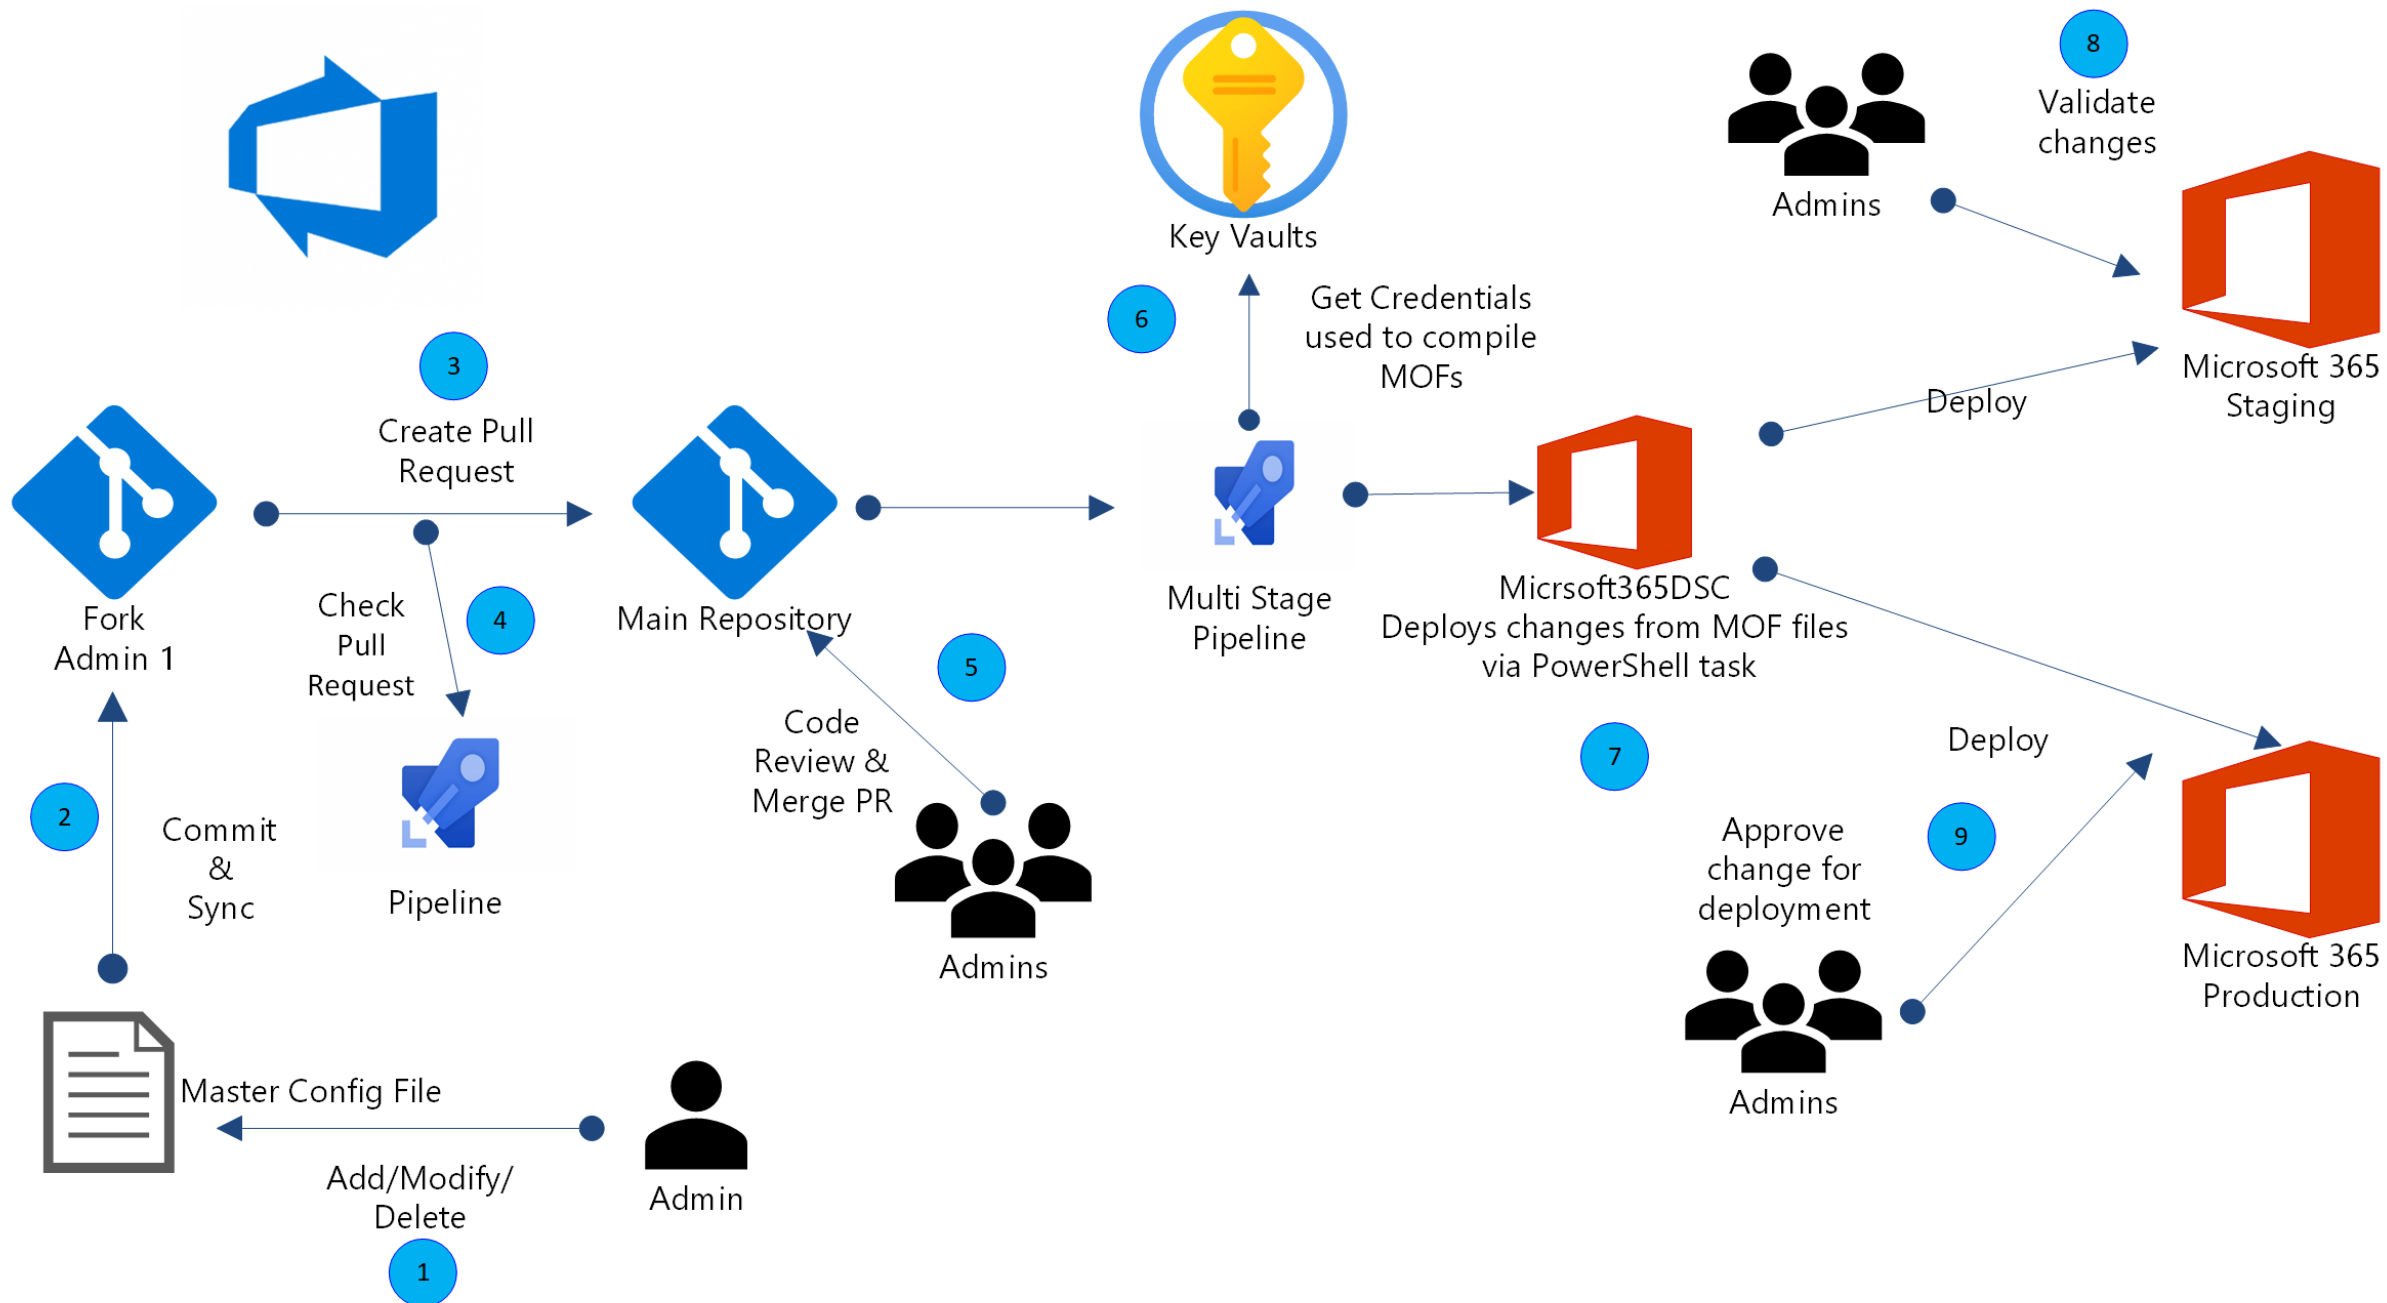 8
Validate
changes
Admins
Key Vaults
6
Get Credentials
used to compile
MOFs
3
Create Pull
Request
Microsoft 365
Staging
Deploy
Fork
Admin 1
Check
Pull
Request
4
Main Repository
5
Multi Stage
Pipeline
Micrsoft365DSC
Deploys changes from MOF files
via PowerShell task
7
Deploy
Code
Review &
Merge PR
2
Commit
&
Sync
Pipeline
Admins
Approve
change for
deployment
9
Microsoft 365
Production
Admins
Master Config File
Add/Modify/
Delete
1
Admin